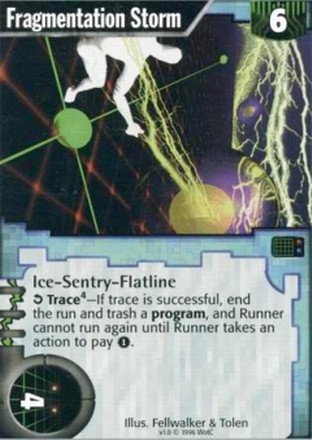 Fragmentation Storm
6
Ice-Sentry-Flatline
Trace⁴–If trace is successful, end
the run and trash a program, and Runner
cannot run again until Runner takes an
action to pay ❶.
4
Illus. Fellwalker & Tolen
v1.0 © 1996 WotC